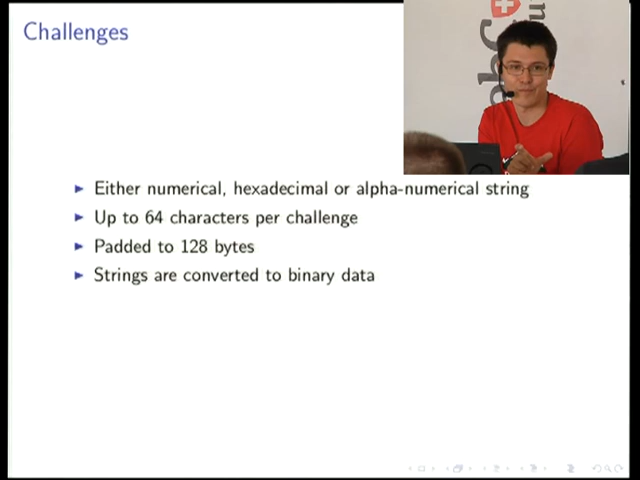 Challenges
Either numerical, hexadecimal or alpha-numerical string
Up to 64 characters per challenge
Padded to 128 bytes
Strings are converted to binary data